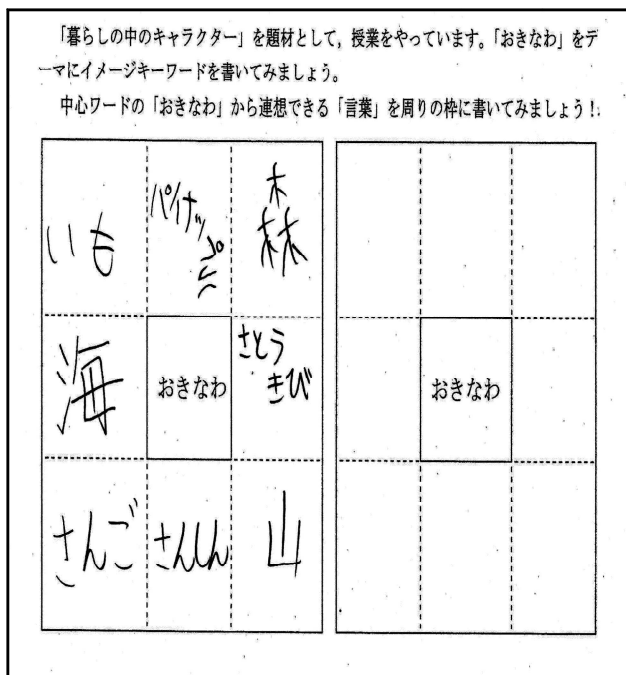 「暮らしの中のキャラクター」を題材として，授業をやっています。「おきなわ」をデ
ーマにイメージキーワードを書いてみましょう。
中心ワードの「おきなわ」から連想できる「言葉」を周りの枠に書いてみましょう！
いも
パイナップル
森
海
おきなわ
さとう
きび
さんご
さんしん
山
おきなわ